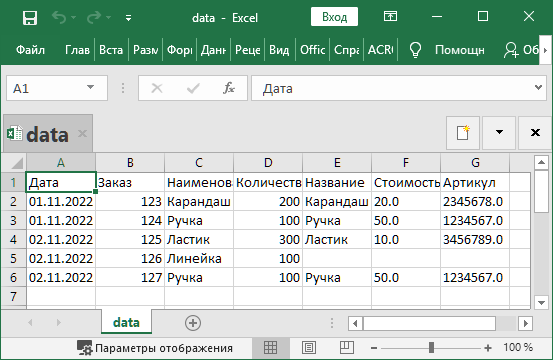 data - Excel Вход
Файл Глав Вста Разм Фор Данн Реце Вид Offic Спра ACRO Помощн Об
A1 fx Дата
data
A B C D E F G
1 Дата Заказ Наименова Количеств Название Стоимость Артикул
2 01.11.2022 123 Карандаш 200 Карандаш 20.0 2345678.0
3 01.11.2022 124 Ручка 100 Ручка 50.0 1234567.0
4 02.11.2022 125 Ластик 300 Ластик 10.0 3456789.0
5 02.11.2022 126 Линейка 100
6 02.11.2022 127 Ручка 100 Ручка 50.0 1234567.0
7
data
Параметры отображения 100 %